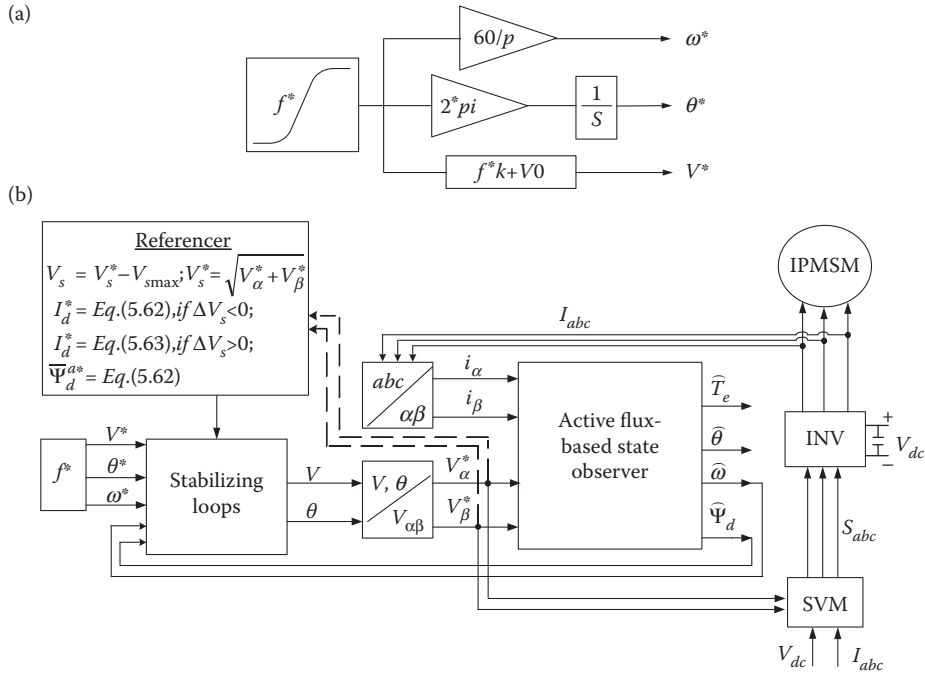 (a)
60/p
ω*
f*
2*pi
1/S
θ*
f*k+V0
V*
(b)
Referencer
V_s = V_s^* − V_smax; V_s^* = √(V_α^* + V_β^*)
I_d^* = Eq.(5.62), if ΔV_s<0;
I_d^* = Eq.(5.63), if ΔV_s>0;
Ψ̅_d^{a*} = Eq.(5.62)
IPMSM
I_abc
abc
αβ
i_α
i_β
Active flux-
based state
observer
T̂_e
θ̂
ω̂
Ψ̂_d
INV
+
−
V_dc
f*
V*
θ*
ω*
Stabilizing
loops
V
θ
V, θ
V_αβ
V_α^*
V_β^*
S_abc
SVM
V_dc
I_abc